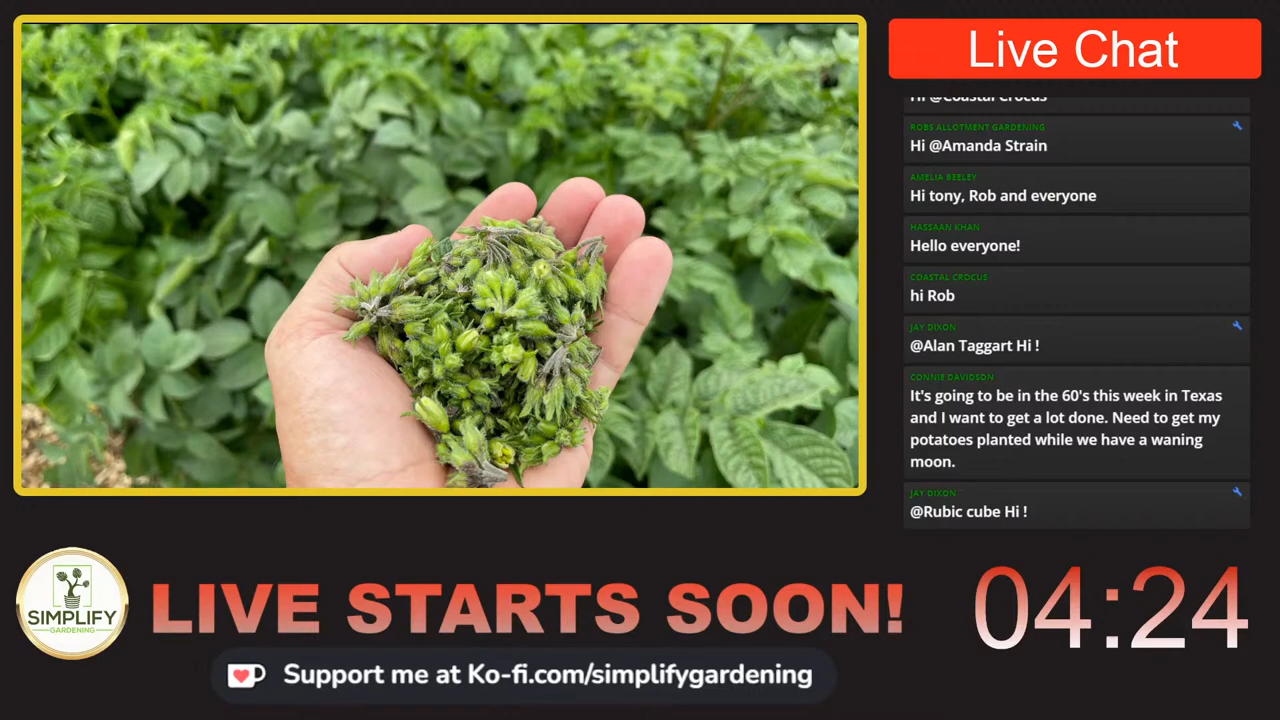 Live Chat
Hi @Coastal Crocus
ROBS ALLOTMENT GARDENING
Hi @Amanda Strain
AMELIA BEELEY
Hi tony, Rob and everyone
HASSAAN KHAN
Hello everyone!
COASTAL CROCUS
hi Rob
JAY DIXON
@Alan Taggart Hi !
CONNIE DAVIDSON
It's going to be in the 60's this week in Texas
and I want to get a lot done. Need to get my
potatoes planted while we have a waning
moon.
JAY DIXON
@Rubic cube Hi !
SIMPLIFY
GARDENING
LIVE STARTS SOON!
04:24
Support me at Ko-fi.com/simplifygardening